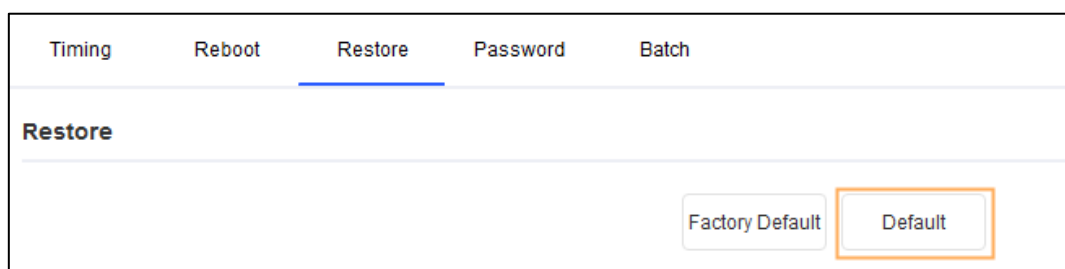 Timing Reboot Restore Password Batch
Restore
Factory Default Default